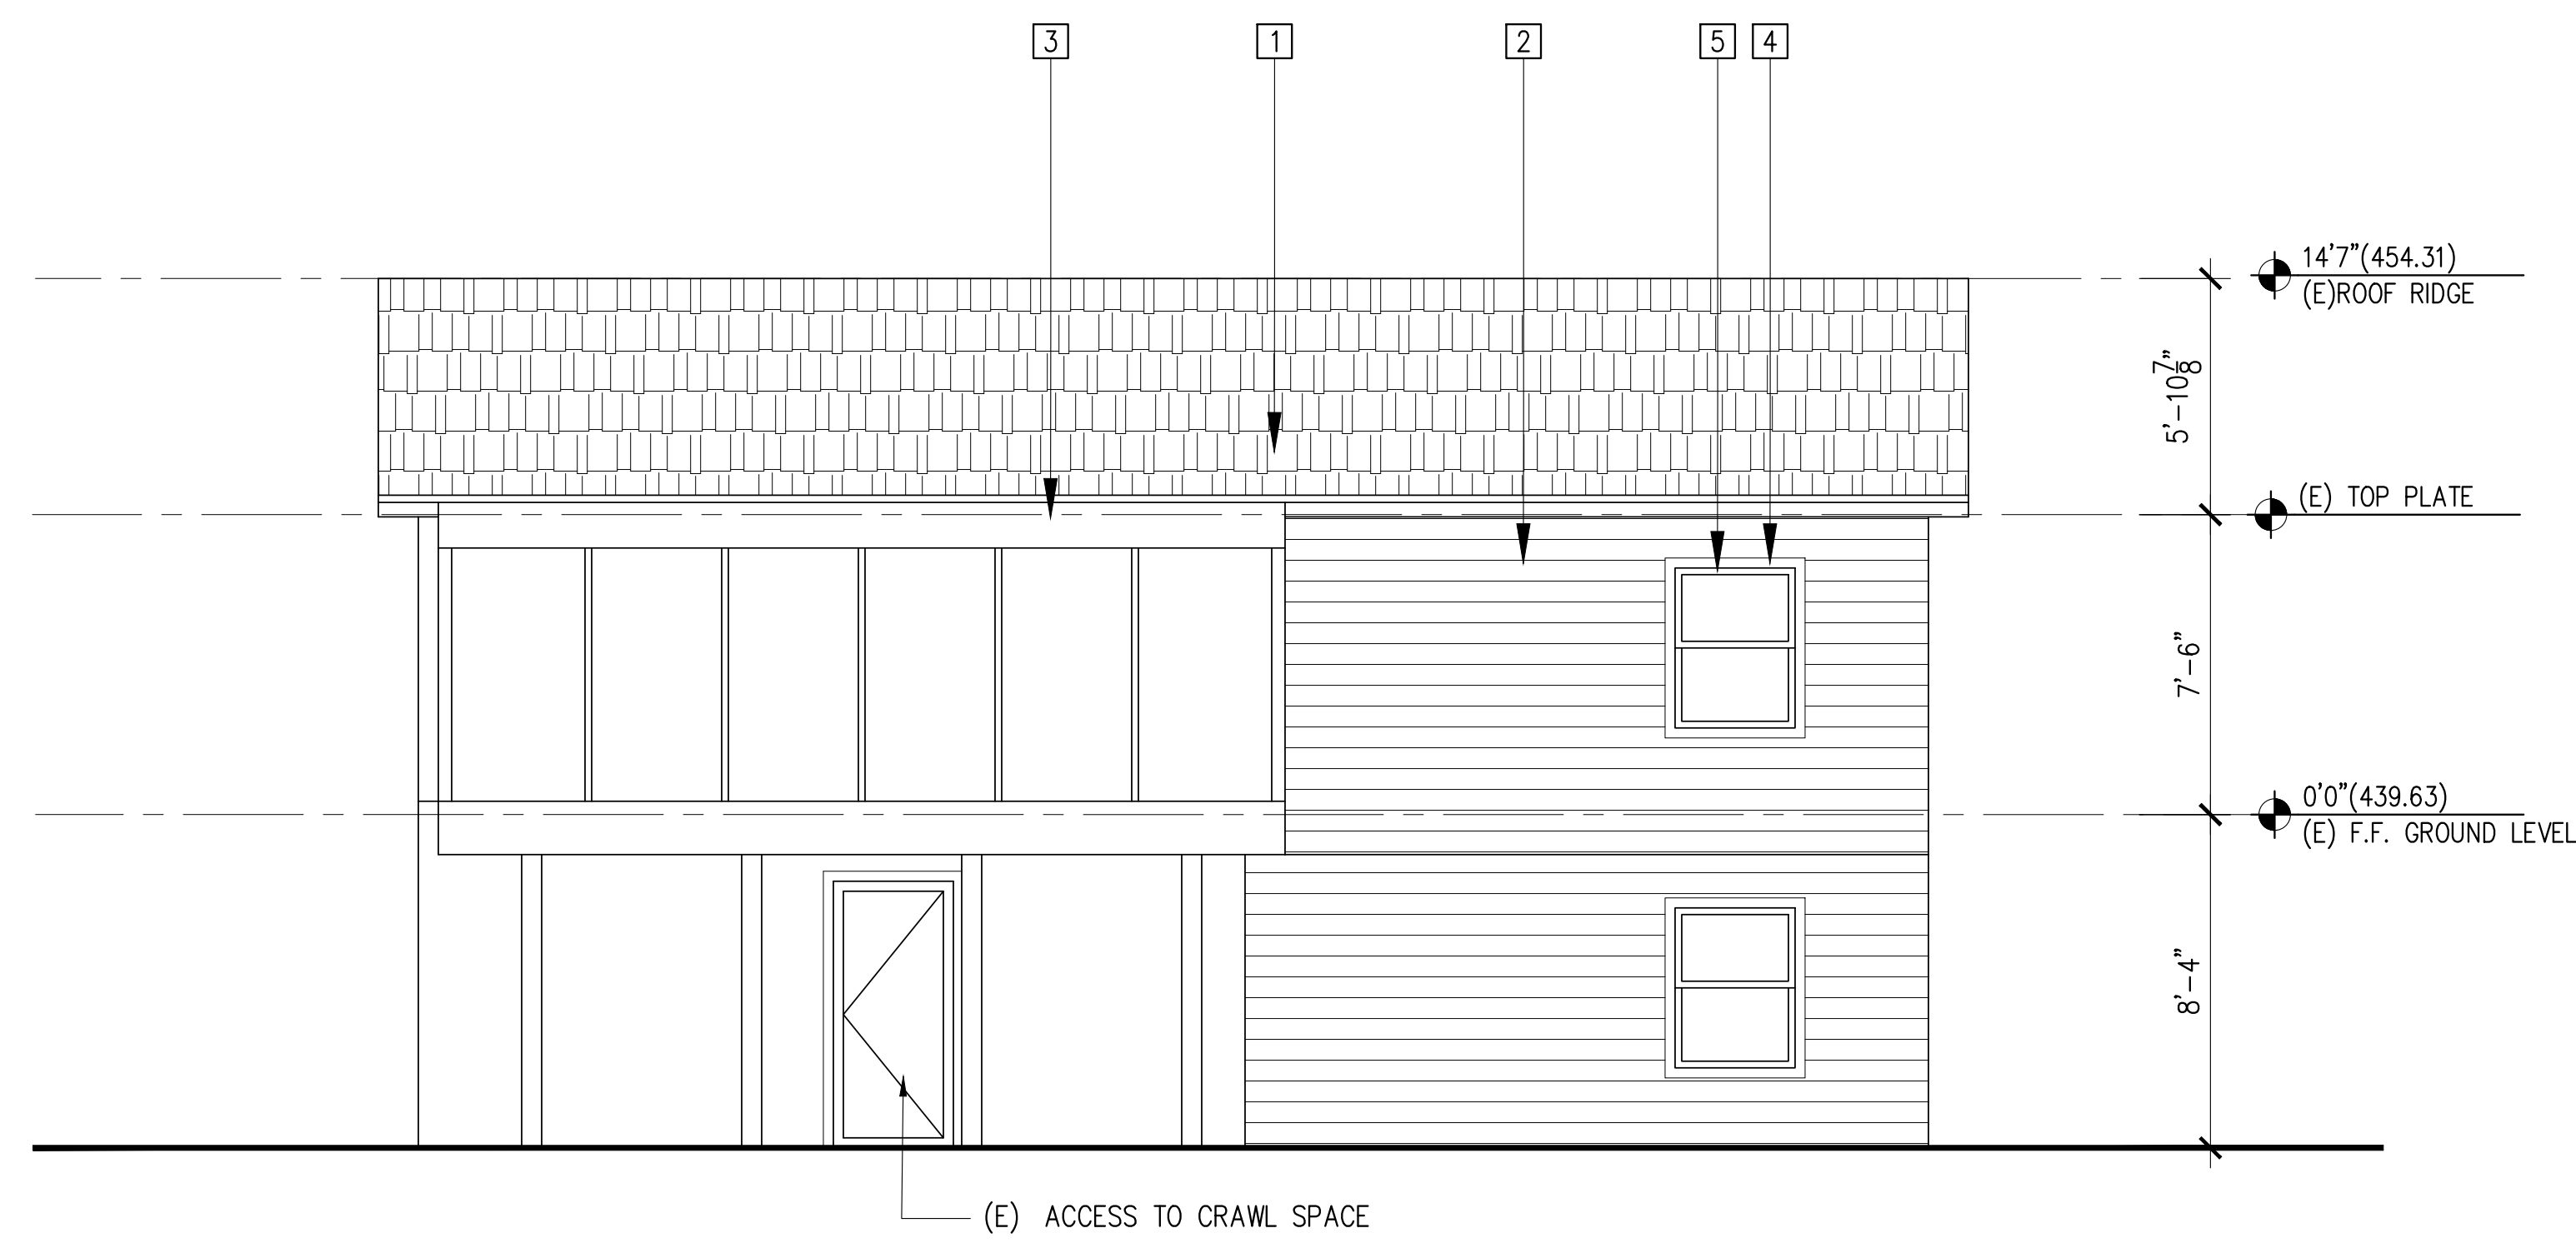 3 1 2 5 4
14'7"(454.31)
(E)ROOF RIDGE
5'-10 7/8"
(E) TOP PLATE
7'-6"
0'0"(439.63)
(E) F.F. GROUND LEVEL
8'-4"
(E) ACCESS TO CRAWL SPACE